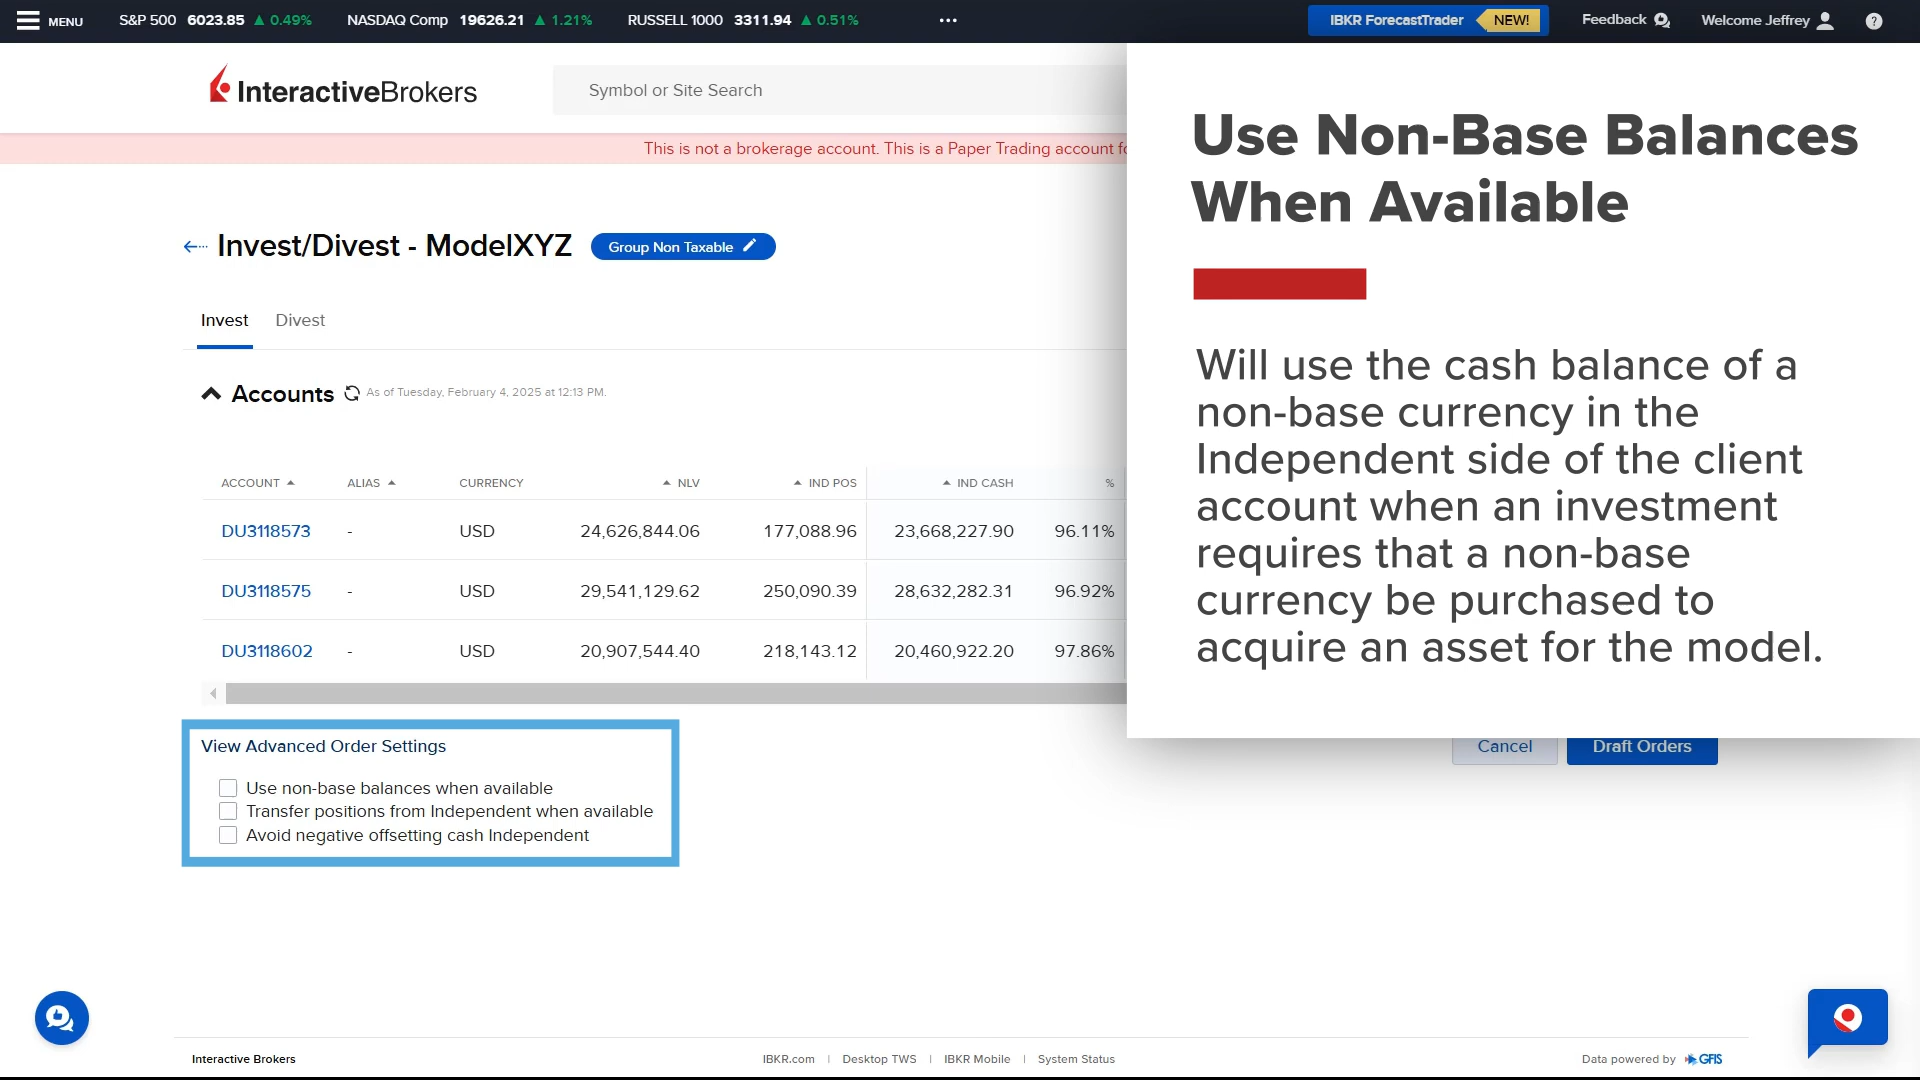 MENU S&P 500 6023.85 ▲ 0.49% NASDAQ Comp 19626.21 ▲ 1.21% RUSSELL 1000 3311.94 ▲ 0.51% ••• IBKR ForecastTrader NEW! Feedback Welcome Jeffrey ?
InteractiveBrokers
Symbol or Site Search
This is not a brokerage account. This is a Paper Trading account
Invest/Divest - ModelXYZ Group Non Taxable
Invest Divest
Accounts As of Tuesday, February 4, 2025 at 12:13 PM.
ACCOUNT ALIAS CURRENCY NLV IND POS IND CASH %
DU3118573 - USD 24,626,844.06 177,088.96 23,668,227.90 96.11%
DU3118575 - USD 29,541,129.62 250,090.39 28,632,282.31 96.92%
DU3118602 - USD 20,907,544.40 218,143.12 20,460,922.20 97.86%
View Advanced Order Settings
Use non-base balances when available
Transfer positions from Independent when available
Avoid negative offsetting cash Independent
Use Non-Base Balances
When Available
Will use the cash balance of a
non-base currency in the
Independent side of the client
account when an investment
requires that a non-base
currency be purchased to
acquire an asset for the model.
Cancel Draft Orders
Interactive Brokers IBKR.com | Desktop TWS | IBKR Mobile | System Status Data powered by GFIS